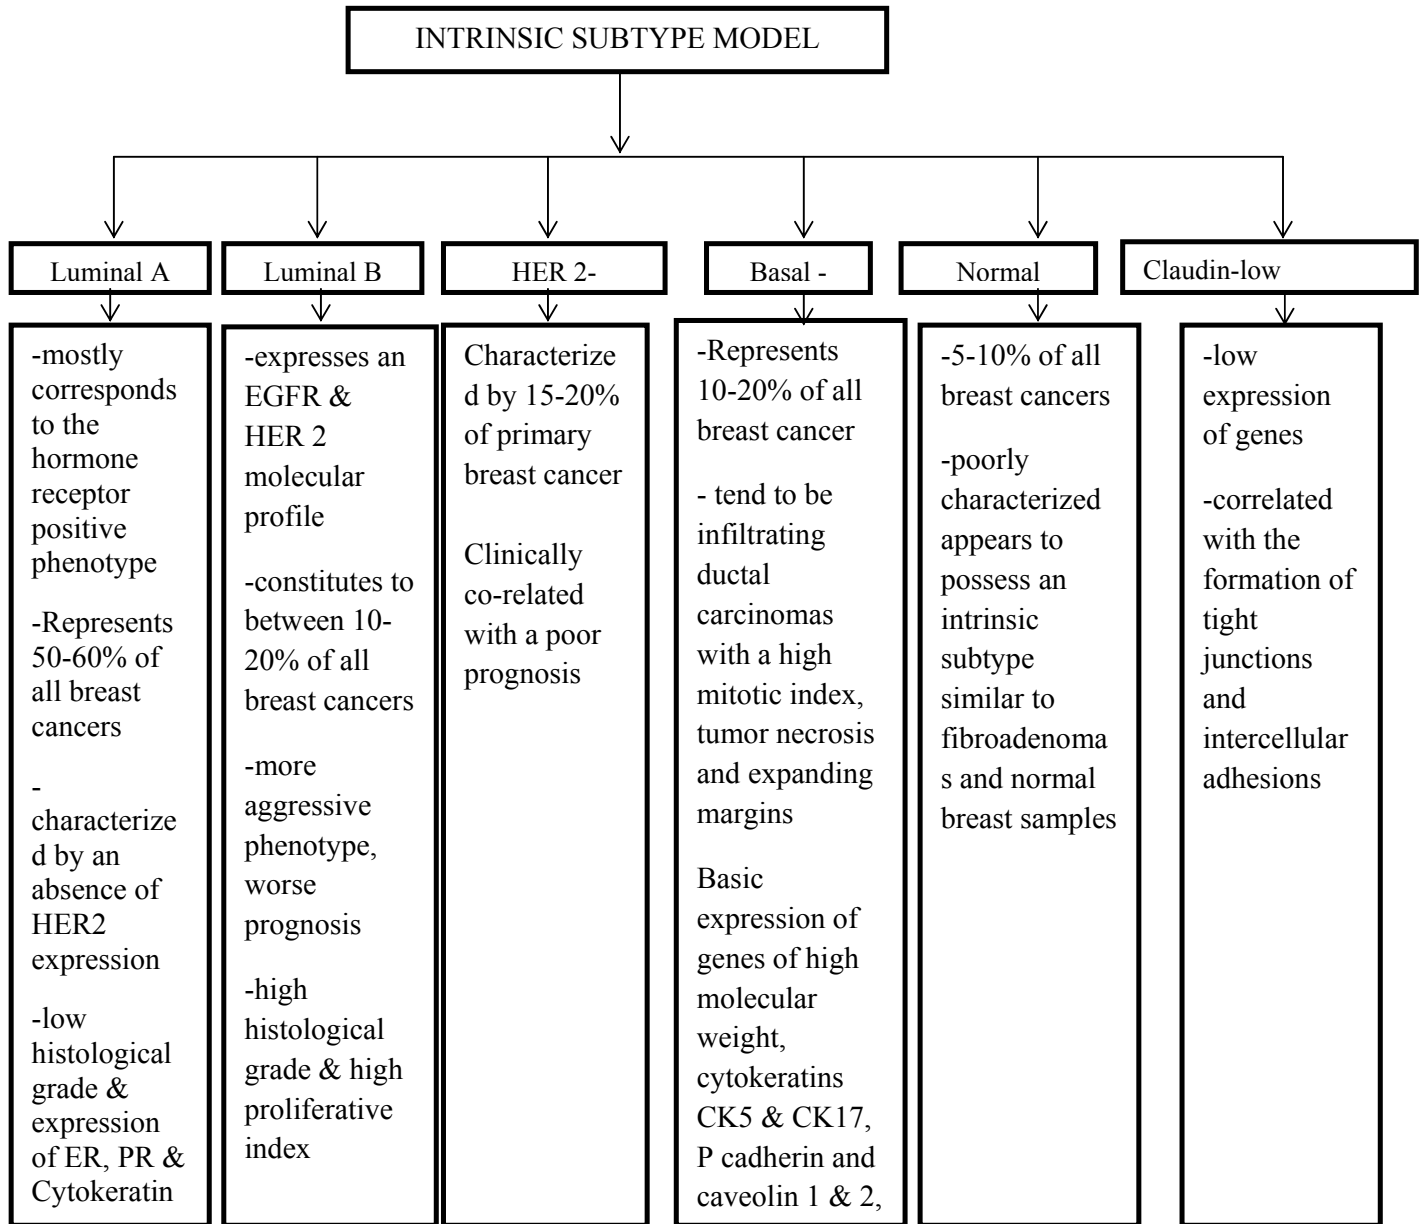 INTRINSIC SUBTYPE MODEL
Luminal A
Luminal B
HER 2-
Basal -
Normal
Claudin-low
-mostly
corresponds
to the
hormone
receptor
positive
phenotype
-Represents
50-60% of
all breast
cancers
-
characterize
d by an
absence of
HER2
expression
-low
histological
grade &
expression
of ER, PR &
Cytokeratin
-expresses an
EGFR &
HER 2
molecular
profile
-constitutes to
between 10-
20% of all
breast cancers
-more
aggressive
phenotype,
worse
prognosis
-high
histological
grade & high
proliferative
index
Characterize
d by 15-20%
of primary
breast cancer
Clinically
co-related
with a poor
prognosis
-Represents
10-20% of all
breast cancer
- tend to be
infiltrating
ductal
carcinomas
with a high
mitotic index,
tumor necrosis
and expanding
margins
Basic
expression of
genes of high
molecular
weight,
cytokeratins
CK5 & CK17,
P cadherin and
caveolin 1 & 2,
-5-10% of all
breast cancers
-poorly
characterized
appears to
possess an
intrinsic
subtype
similar to
fibroadenoma
s and normal
breast samples
-low
expression
of genes
-correlated
with the
formation of
tight
junctions
and
intercellular
adhesions